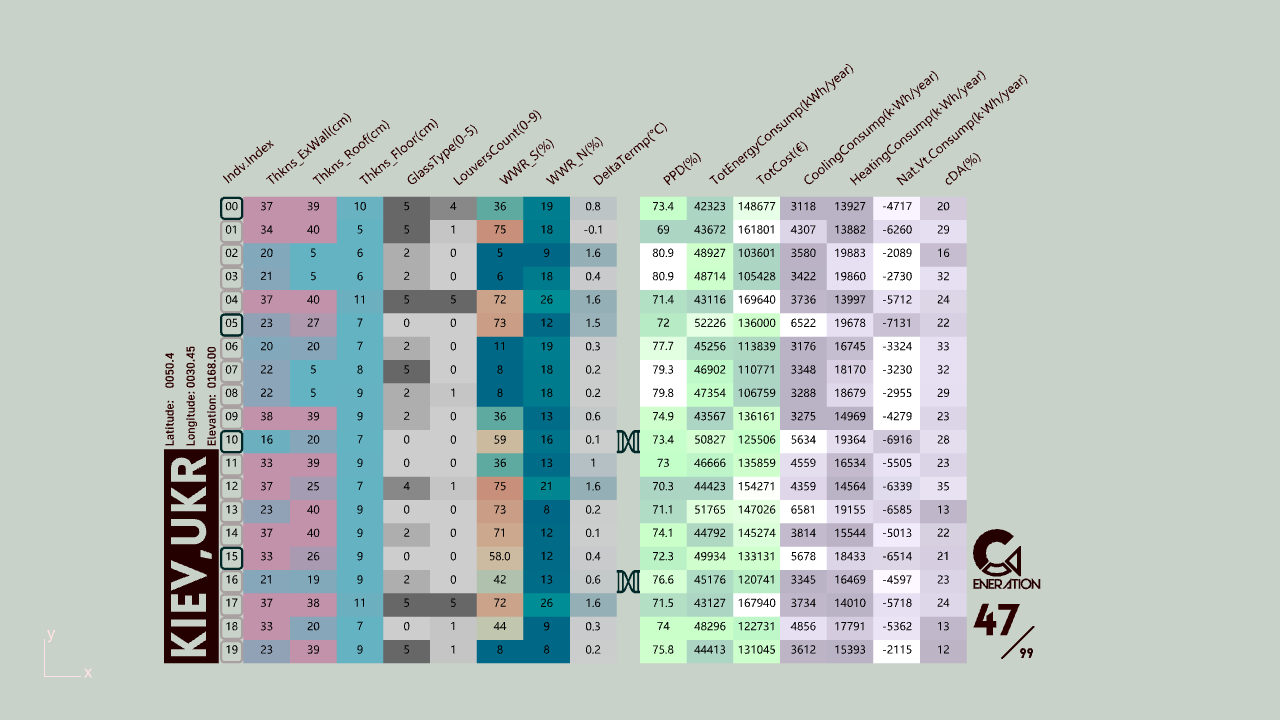 Indv.Index Thkns_ExWall(cm) Thkns_Roof(cm) Thkns_Floor(cm) GlassType(0-5) LouversCount(0-9) WWR_S(%) WWR_N(%) DeltaTermp(°C) PPD(%) TotEnergyConsump(kWh/year) TotCost(€) CoolingConsump(k·Wh/year) HeatingConsump(k·Wh/year) Nat.Vt.Consump(k·Wh/year) cDA(%)
00 37 39 10 5 4 36 19 0.8 73.4 42323 148677 3118 13927 -4717 20
01 34 40 5 5 1 75 18 -0.1 69 43672 161801 4307 13882 -6260 29
02 20 5 6 2 0 5 9 1.6 80.9 48927 103601 3580 19883 -2089 16
03 21 5 6 2 0 6 18 0.4 80.9 48714 105428 3422 19860 -2730 32
04 37 40 11 5 5 72 26 1.6 71.4 43116 169640 3736 13997 -5712 24
05 23 27 7 0 0 73 12 1.5 72 52226 136000 6522 19678 -7131 22
06 20 20 7 2 0 11 19 0.3 77.7 45256 113839 3176 16745 -3324 33
07 22 5 8 5 0 8 18 0.2 79.3 46902 110771 3348 18170 -3230 32
08 22 5 9 2 1 8 18 0.2 79.8 47354 106759 3288 18679 -2955 29
09 38 39 9 2 0 36 13 0.6 74.9 43567 136161 3275 14969 -4279 23
10 16 20 7 0 0 59 16 0.1 73.4 50827 125506 5634 19364 -6916 28
11 33 39 9 0 0 36 13 1 73 46666 135859 4559 16534 -5505 23
12 37 25 7 4 1 75 21 1.6 70.3 44423 154271 4359 14564 -6339 35
13 23 40 9 0 0 73 8 0.2 71.1 51765 147026 6581 19155 -6585 13
14 37 40 9 2 0 71 12 0.1 74.1 44792 145274 3814 15544 -5013 22
15 33 26 9 0 0 58.0 12 0.4 72.3 49934 133131 5678 18433 -6514 21
16 21 19 9 2 0 42 13 0.6 76.6 45176 120741 3345 16469 -4597 23
17 37 38 11 5 5 72 26 1.6 71.5 43127 167940 3734 14010 -5718 24
18 33 20 7 0 1 44 9 0.3 74 48296 122731 4856 17791 -5362 13
19 23 39 9 5 1 8 8 0.2 75.8 44413 131045 3612 15393 -2115 12
Latitude: 0050.4
Longitude: 0030.45
Elevation: 0168.00
KIEV,UKR
G
ENERATION
47/99
y
x